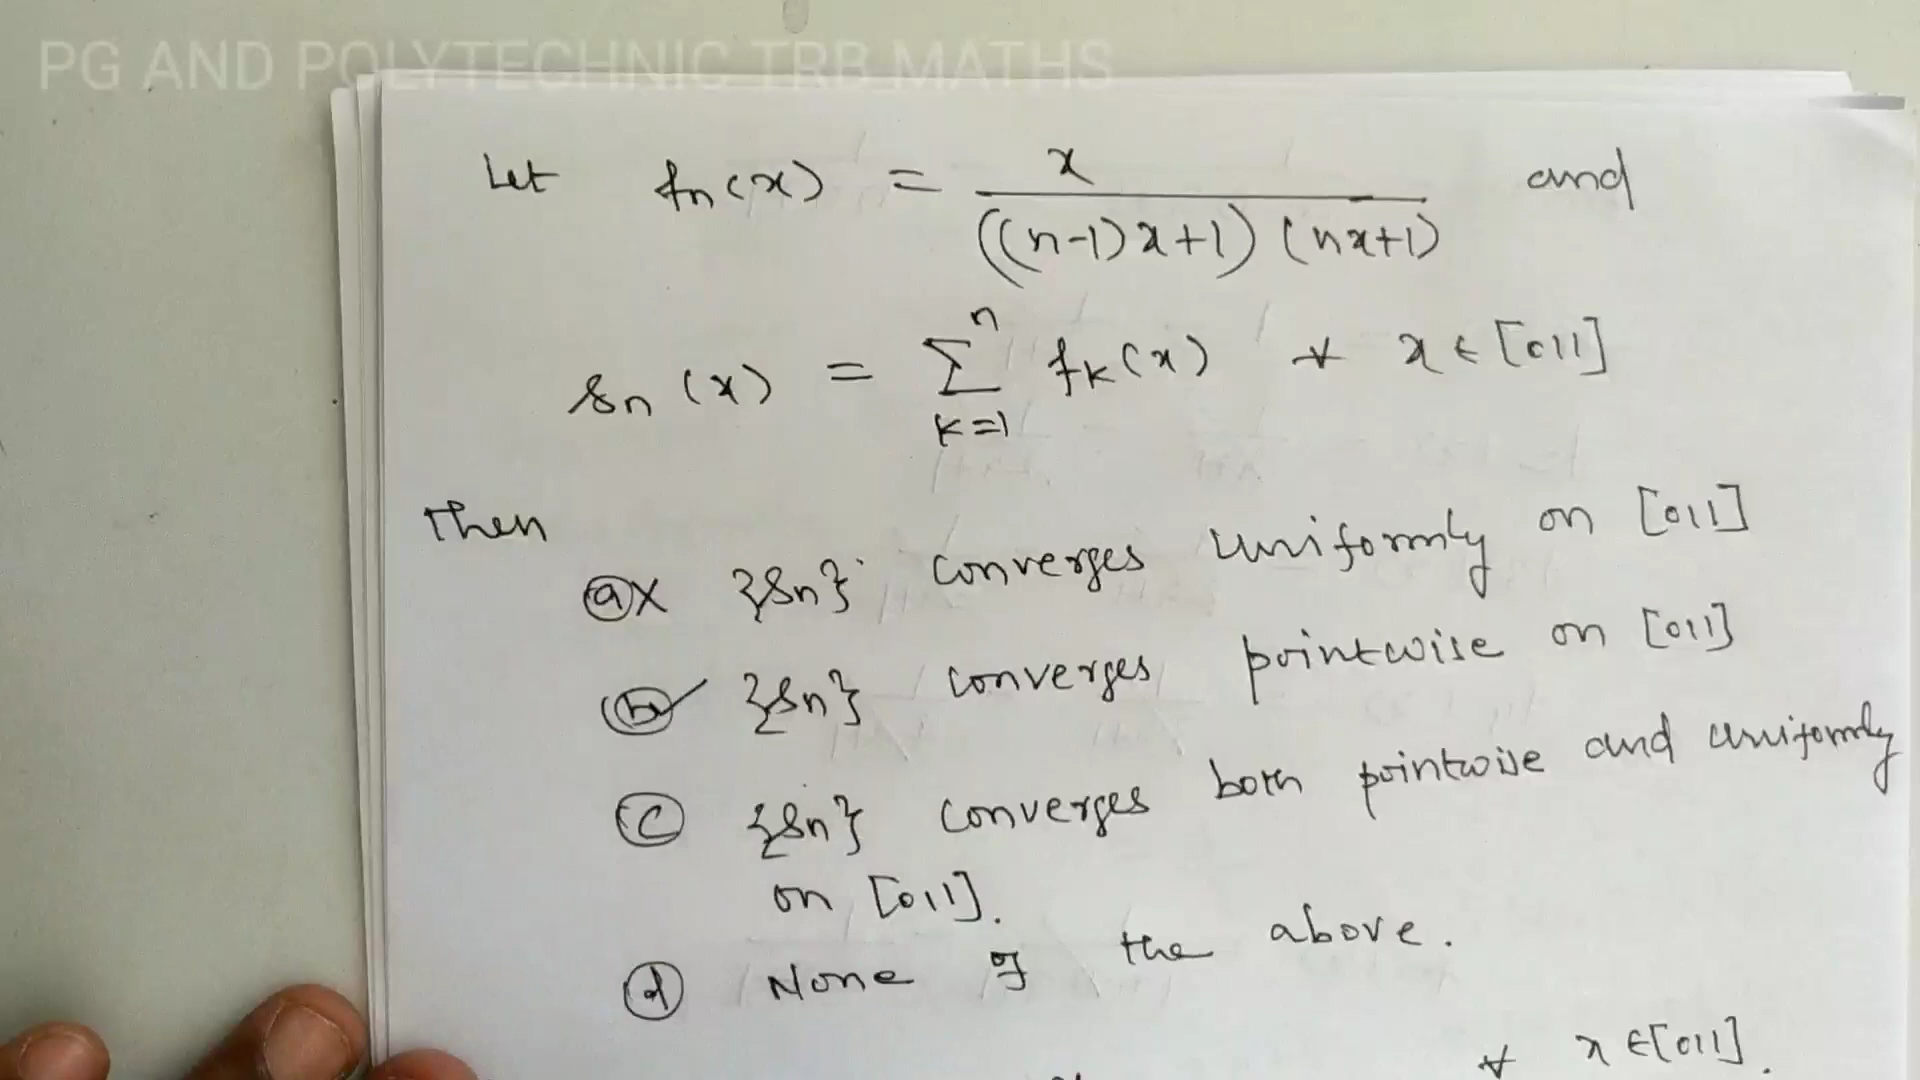 PG AND POLYTECHNIC TRB MATHS
Let fn(x) = x / ((n-1)x+1) (nx+1) and
sn (x) = n Σ k=1 fk(x) ∀ x ∈ [0,1]
Then
(a)x {sn} converges uniformly on [0,1]
(b)✓ {sn} converges pointwise on [0,1]
(c) {sn} converges both pointwise and uniformly
on [0,1].
(d) None of the above.
∀ x ∈ [0,1].